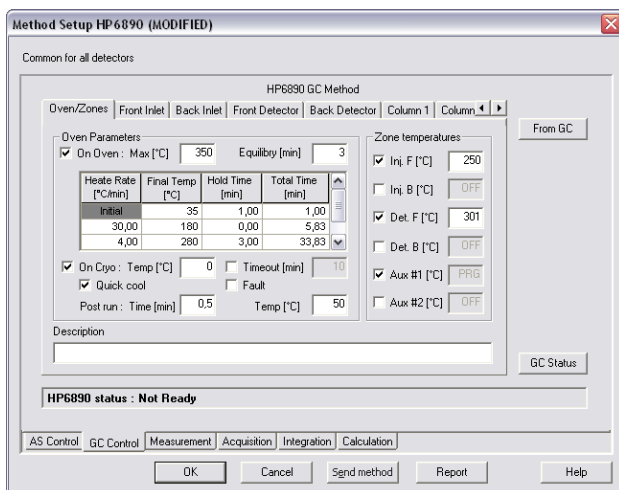 Method Setup HP6890 (MODIFIED)
Common for all detectors
HP6890 GC Method
Oven/Zones Front Inlet Back Inlet Front Detector Back Detector Column 1 Column
From GC
Oven Parameters
On Oven : Max [°C] 350 Equilibry [min] 3
Heate Rate [°C/min] Final Temp [°C] Hold Time [min] Total Time [min]
Initial 35 1,00 1,00
30,00 180 0,00 5,83
4,00 280 3,00 33,83
On Cryo : Temp [°C] 0 Timeout [min] 10
Quick cool Fault
Post run : Time [min] 0,5 Temp [°C] 50
Zone temperatures
Inj. F [°C] 250
Inj. B [°C] OFF
Det. F [°C] 301
Det. B [°C] OFF
Aux #1 [°C] PRG
Aux #2 [°C] OFF
Description
GC Status
HP6890 status : Not Ready
AS Control GC Control Measurement Acquisition Integration Calculation
OK Cancel Send method Report Help